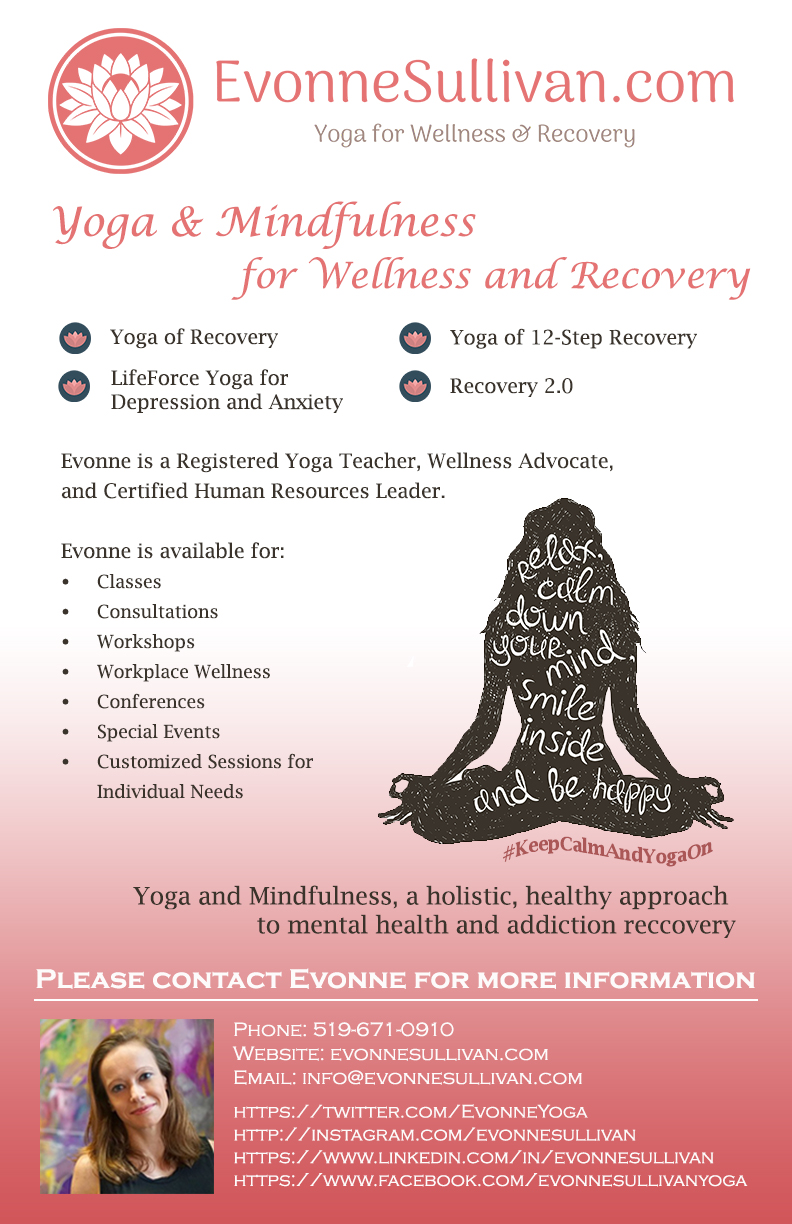 EvonneSullivan.com
Yoga for Wellness & Recovery
Yoga & Mindfulness
for Wellness and Recovery
Yoga of Recovery
Yoga of 12-Step Recovery
LifeForce Yoga for
Depression and Anxiety
Recovery 2.0
Evonne is a Registered Yoga Teacher, Wellness Advocate,
and Certified Human Resources Leader.
Evonne is available for:
• Classes
• Consultations
• Workshops
• Workplace Wellness
• Conferences
• Special Events
• Customized Sessions for
Individual Needs
relax,
calm
down
your
mind,
smile
inside
and be happy
#KeepCalmAndYogaOn
Yoga and Mindfulness, a holistic, healthy approach
to mental health and addiction reccovery
Please contact Evonne for more information
Phone: 519-671-0910
Website: evonnesullivan.com
Email: info@evonnesullivan.com
https://twitter.com/EvonneYoga
http://instagram.com/evonnesullivan
https://www.linkedin.com/in/evonnesullivan
https://www.facebook.com/evonnesullivanyoga